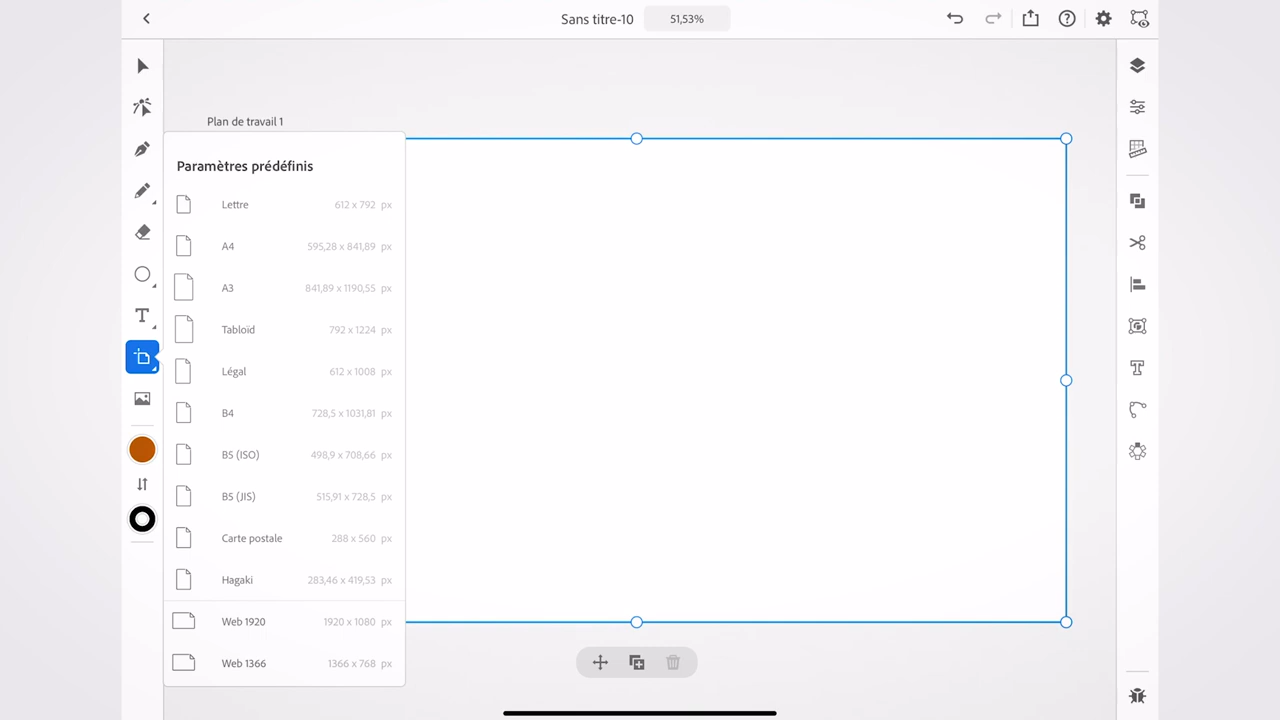 Sans titre-10 51,53%
Plan de travail 1
Paramètres prédéfinis
Lettre 612 x 792 px
A4 595,28 x 841,89 px
A3 841,89 x 1190,55 px
Tabloïd 792 x 1224 px
Légal 612 x 1008 px
B4 728,5 x 1031,81 px
B5 (ISO) 498,9 x 708,66 px
B5 (JIS) 515,91 x 728,5 px
Carte postale 288 x 560 px
Hagaki 283,46 x 419,53 px
Web 1920 1920 x 1080 px
Web 1366 1366 x 768 px